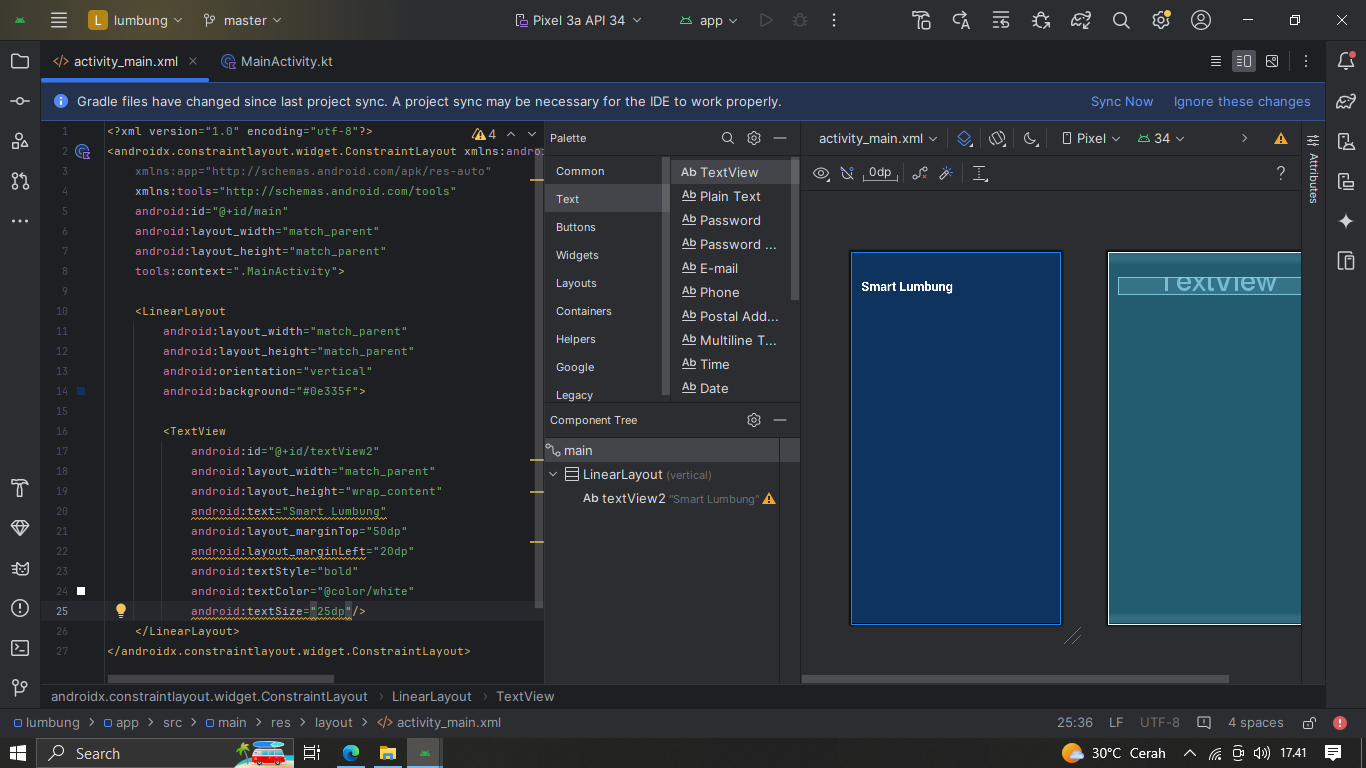 L lumbung master Pixel 3a API 34 app
activity_main.xml MainActivity.kt
Gradle files have changed since last project sync. A project sync may be necessary for the IDE to work properly. Sync Now Ignore these changes
1 <?xml version="1.0" encoding="utf-8"?>
2 <androidx.constraintlayout.widget.ConstraintLayout xmlns:andro
3 xmlns:app="http://schemas.android.com/apk/res-auto"
4 xmlns:tools="http://schemas.android.com/tools"
5 android:id="@+id/main"
6 android:layout_width="match_parent"
7 android:layout_height="match_parent"
8 tools:context=".MainActivity">
9
10 <LinearLayout
11 android:layout_width="match_parent"
12 android:layout_height="match_parent"
13 android:orientation="vertical"
14 android:background="#0e335f">
15
16 <TextView
17 android:id="@+id/textView2"
18 android:layout_width="match_parent"
19 android:layout_height="wrap_content"
20 android:text="Smart Lumbung"
21 android:layout_marginTop="50dp"
22 android:layout_marginLeft="20dp"
23 android:textStyle="bold"
24 android:textColor="@color/white"
25 android:textSize="25dp"/>
26 </LinearLayout>
27 </androidx.constraintlayout.widget.ConstraintLayout>
4
Palette
Common
Text
Buttons
Widgets
Layouts
Containers
Helpers
Google
Legacy
Ab TextView
Ab Plain Text
Ab Password
Ab Password ...
Ab E-mail
Ab Phone
Ab Postal Add...
Ab Multiline T...
Ab Time
Ab Date
Component Tree
main
LinearLayout (vertical)
Ab textView2 "Smart Lumbung"
activity_main.xml Pixel 34
0dp ?
Smart Lumbung
TextView
Attributes
androidx.constraintlayout.widget.ConstraintLayout > LinearLayout > TextView
lumbung > app > src > main > res > layout > activity_main.xml 25:36 LF UTF-8 4 spaces
Search 30°C Cerah 17.41